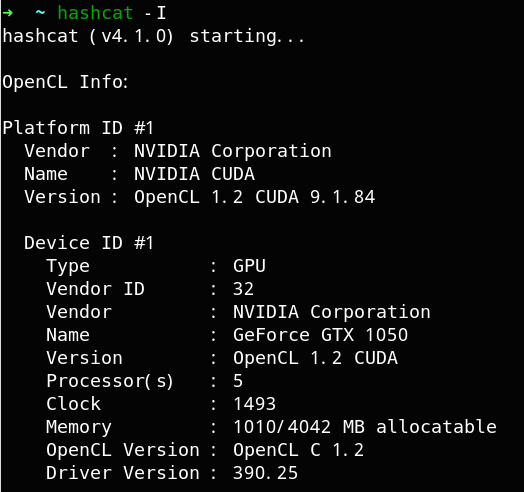 ➜  ~ hashcat -I
hashcat (v4.1.0) starting...
OpenCL Info:
Platform ID #1
Vendor  : NVIDIA Corporation
Name    : NVIDIA CUDA
Version : OpenCL 1.2 CUDA 9.1.84
Device ID #1
Type           : GPU
Vendor ID      : 32
Vendor         : NVIDIA Corporation
Name           : GeForce GTX 1050
Version        : OpenCL 1.2 CUDA
Processor(s)   : 5
Clock          : 1493
Memory         : 1010/4042 MB allocatable
OpenCL Version : OpenCL C 1.2
Driver Version : 390.25